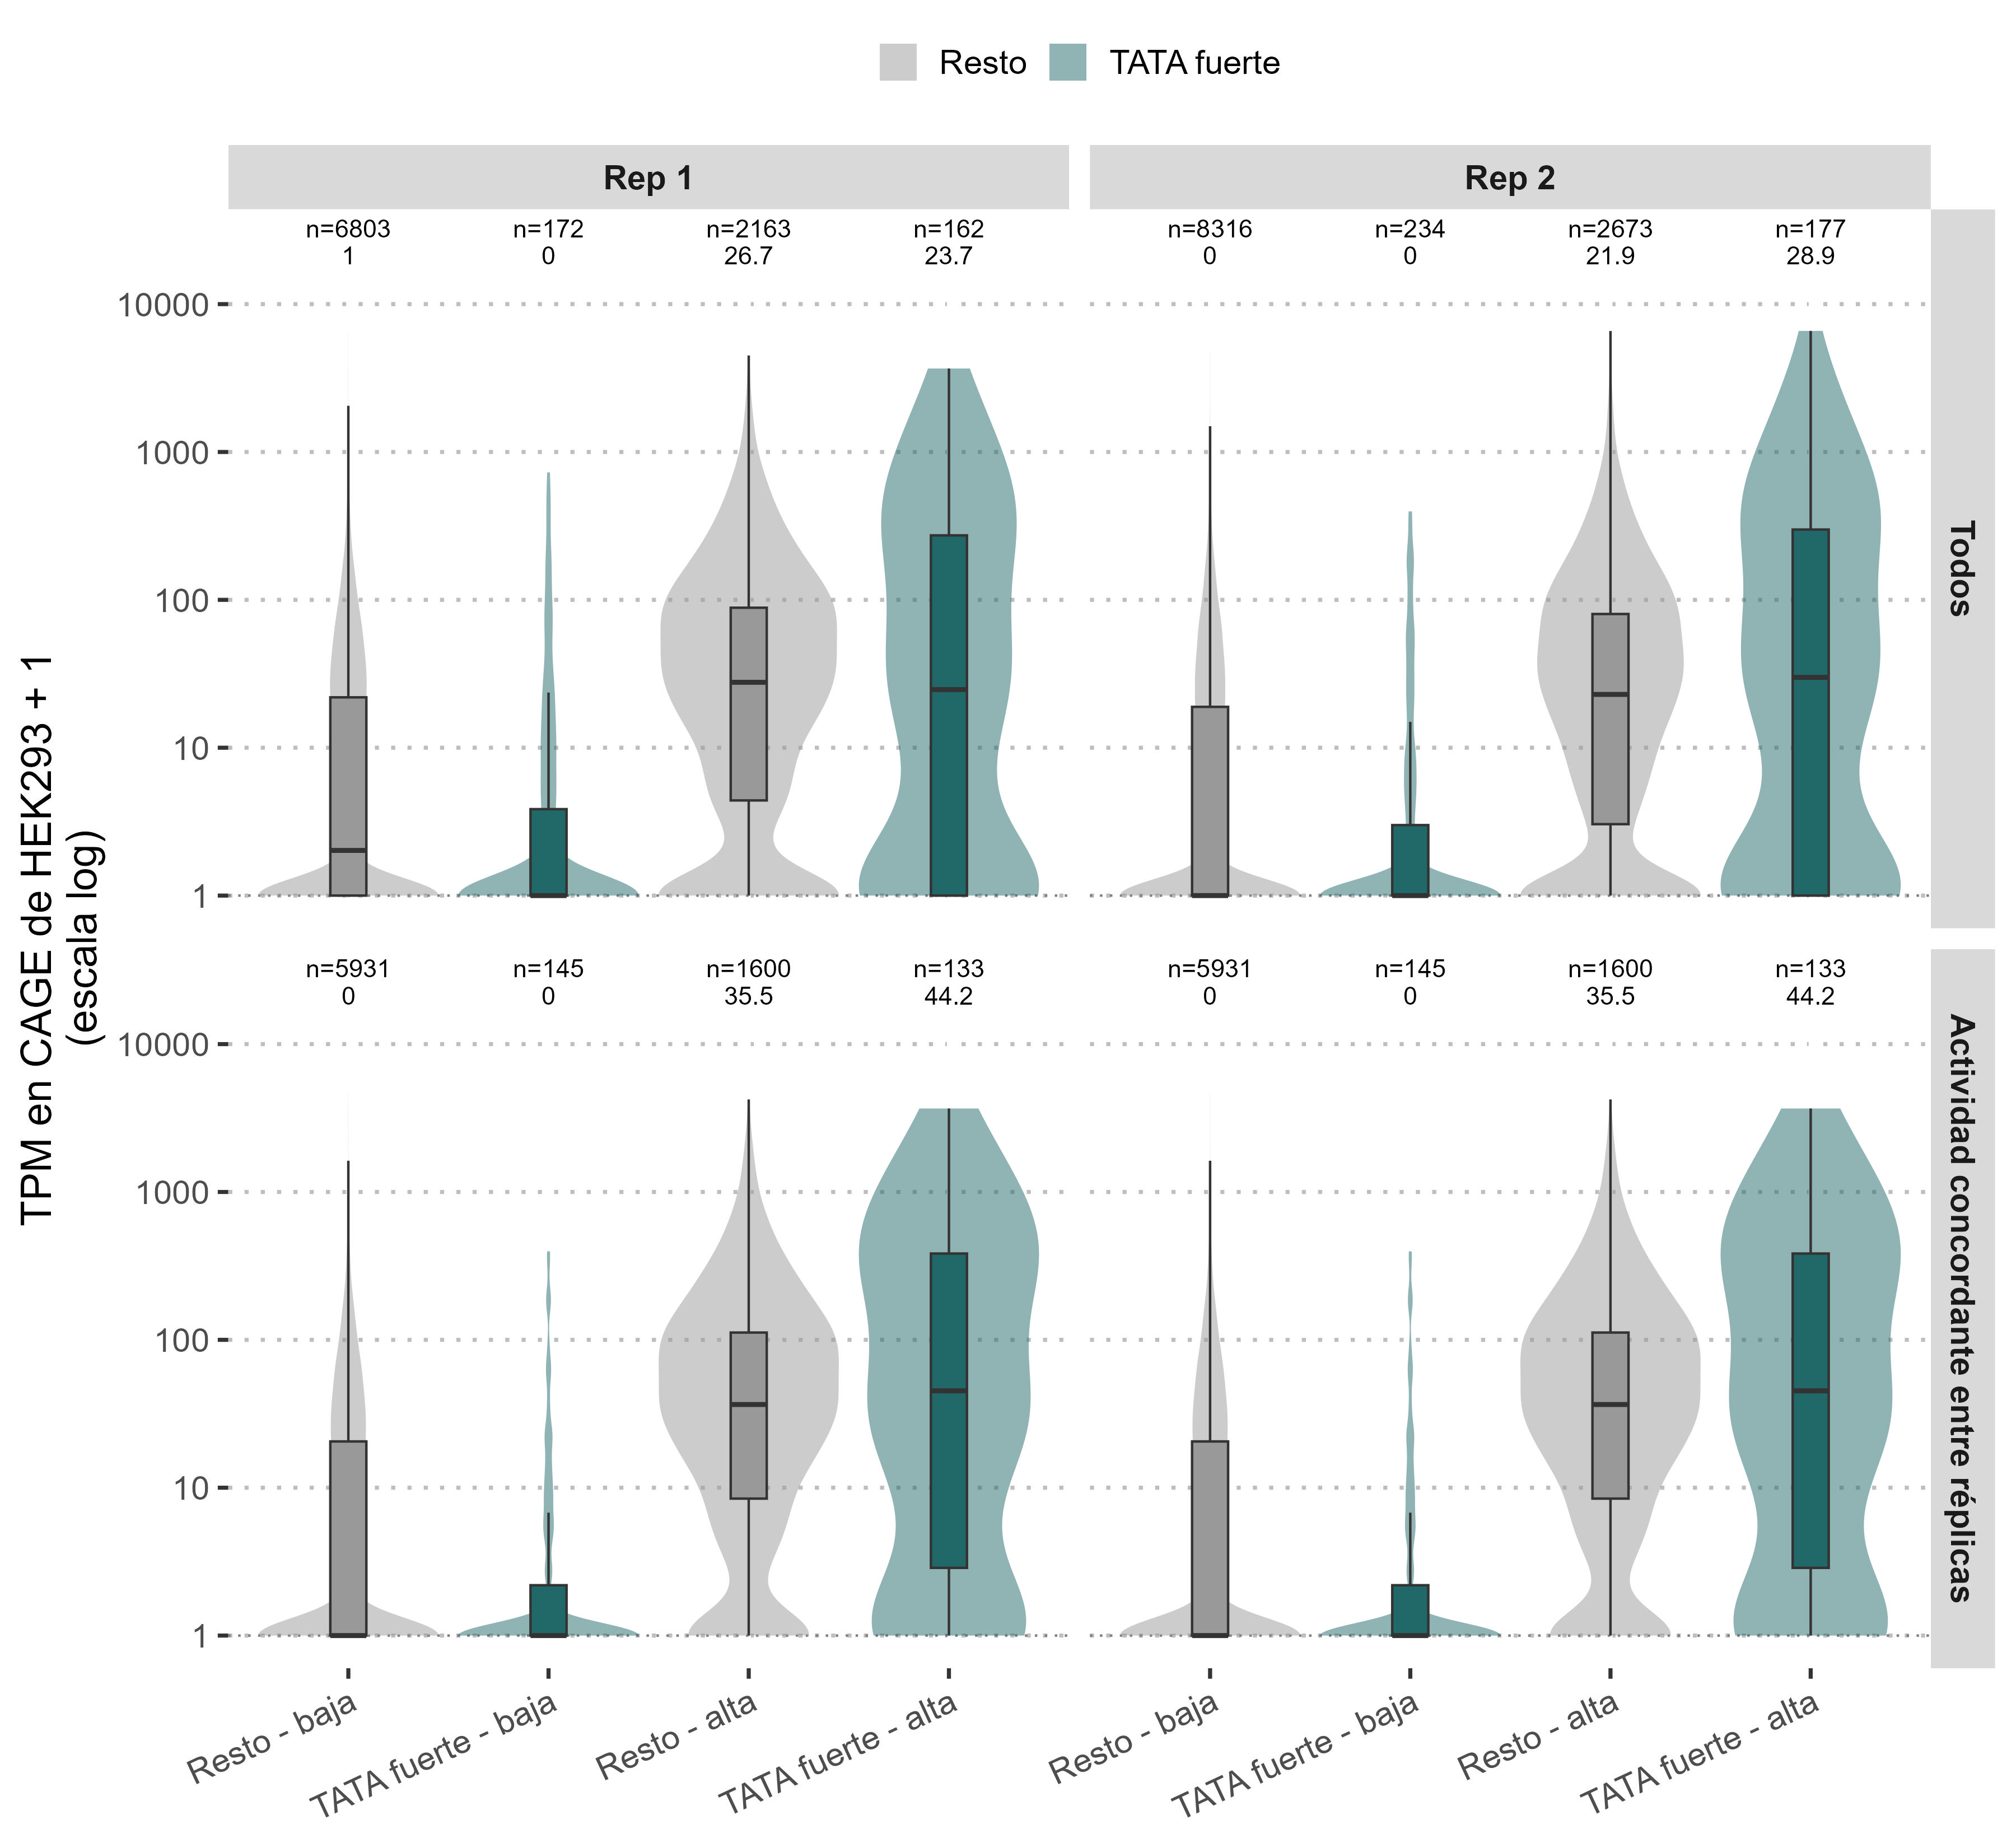 Resto TATA fuerte
Rep 1 Rep 2
n=6803 n=172 n=2163 n=162 n=8316 n=234 n=2673 n=177
1 0 26.7 23.7 0 0 21.9 28.9
10000
1000
100
10
1
Todos
TPM en CAGE de HEK293 + 1
(escala log)
n=5931 n=145 n=1600 n=133 n=5931 n=145 n=1600 n=133
0 0 35.5 44.2 0 0 35.5 44.2
10000
1000
100
10
1
Actividad concordante entre réplicas
Resto - baja TATA fuerte - baja Resto - alta TATA fuerte - alta Resto - baja TATA fuerte - baja Resto - alta TATA fuerte - alta